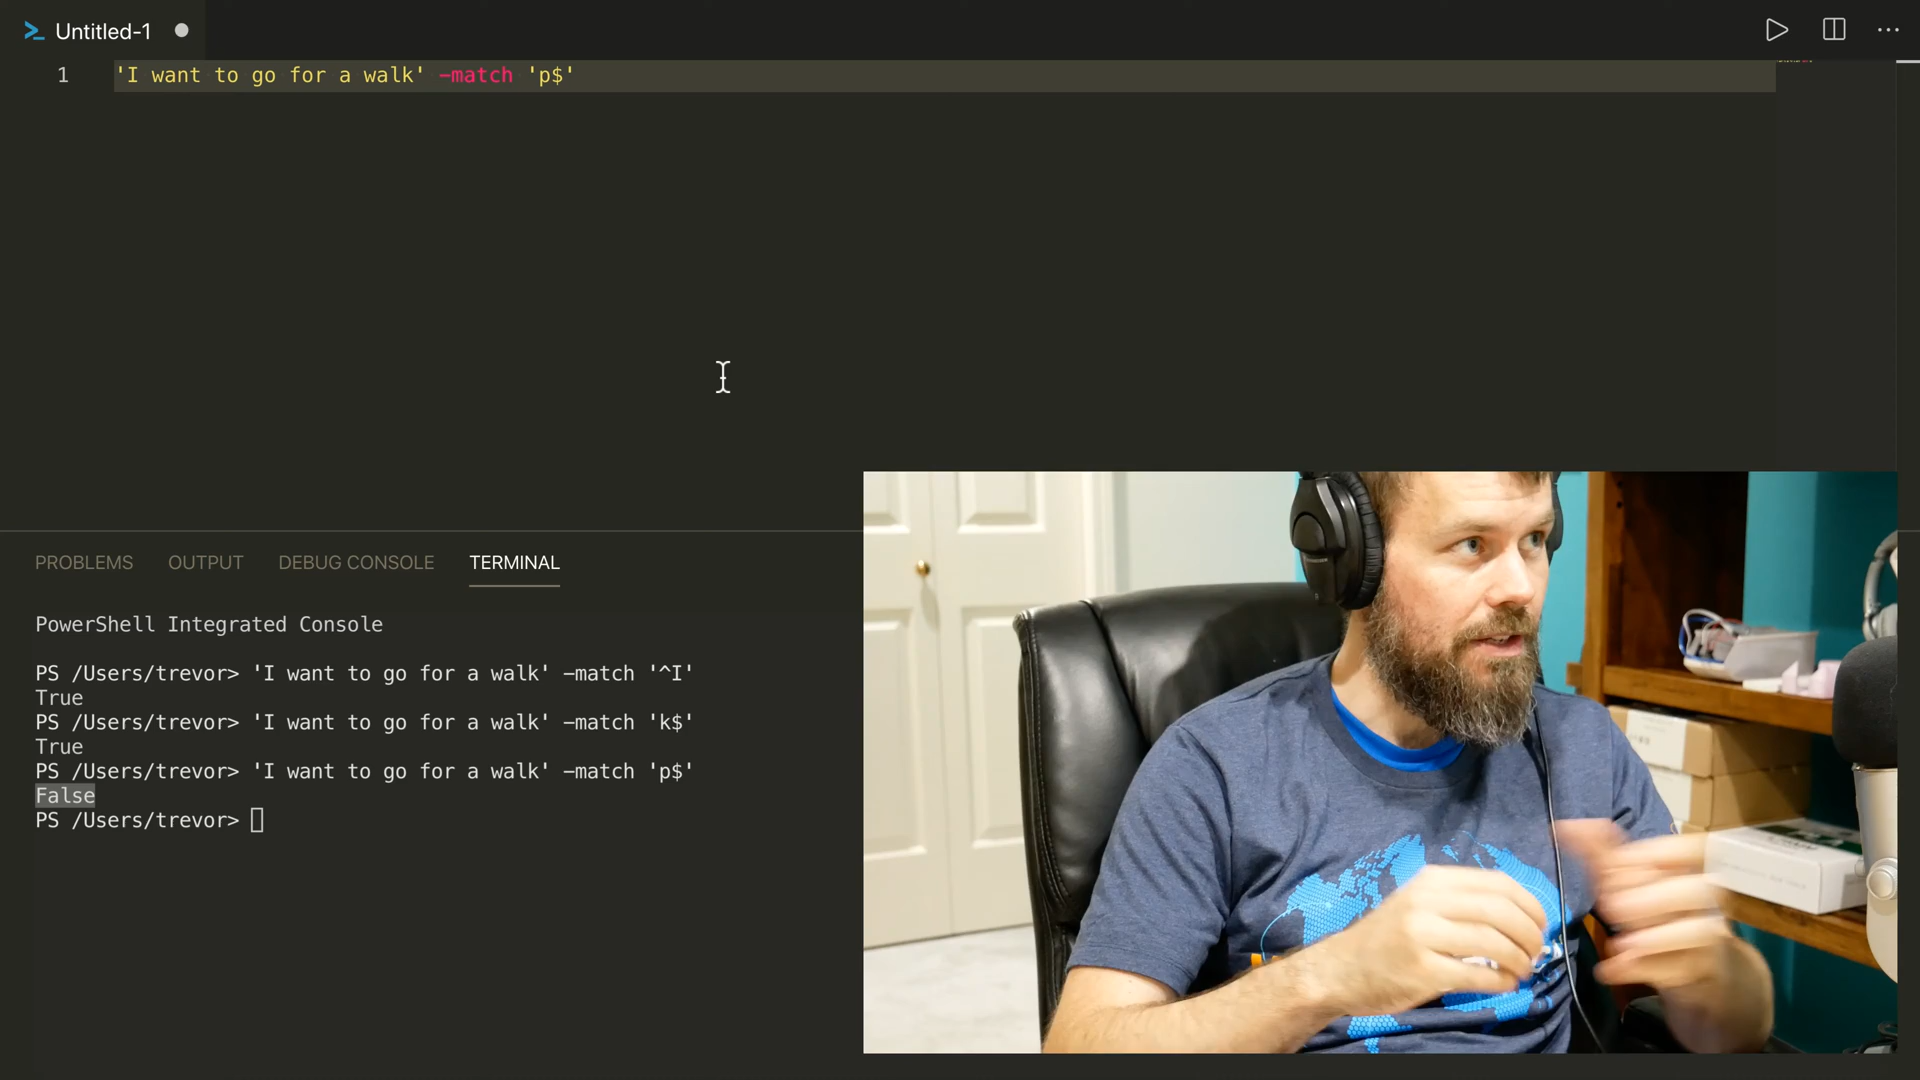 Untitled-1
1 'I want to go for a walk' -match 'p$'
PROBLEMS OUTPUT DEBUG CONSOLE TERMINAL
PowerShell Integrated Console
PS /Users/trevor> 'I want to go for a walk' -match '^I'
True
PS /Users/trevor> 'I want to go for a walk' -match 'k$'
True
PS /Users/trevor> 'I want to go for a walk' -match 'p$'
False
PS /Users/trevor>